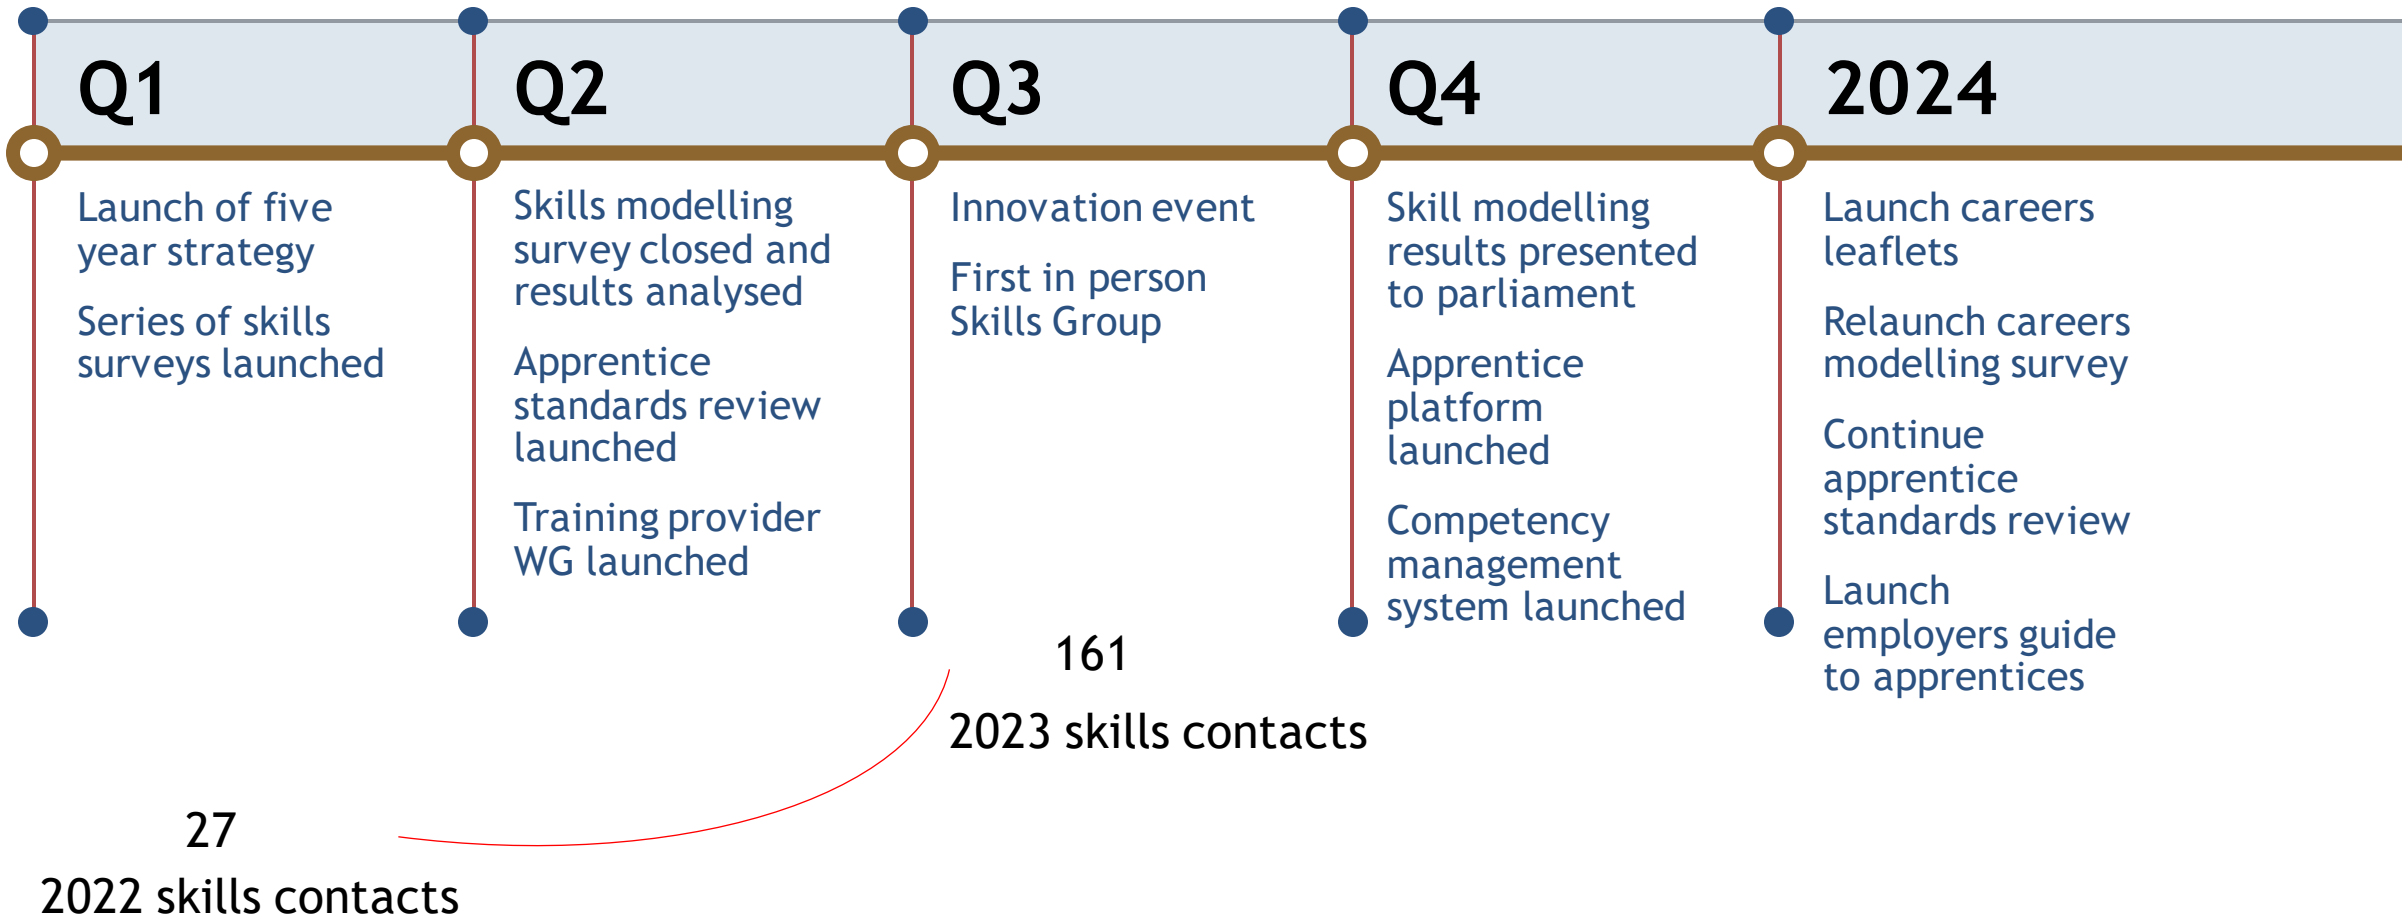 Q1
Launch of five
year strategy
Series of skills
surveys launched
Q2
Skills modelling
survey closed and
results analysed
Apprentice
standards review
launched
Training provider
WG launched
Q3
Innovation event
First in person
Skills Group
Q4
Skill modelling
results presented
to parliament
Apprentice
platform
launched
Competency
management
system launched
2024
Launch careers
leaflets
Relaunch careers
modelling survey
Continue
apprentice
standards review
Launch
employers guide
to apprentices
161
2023 skills contacts
27
2022 skills contacts